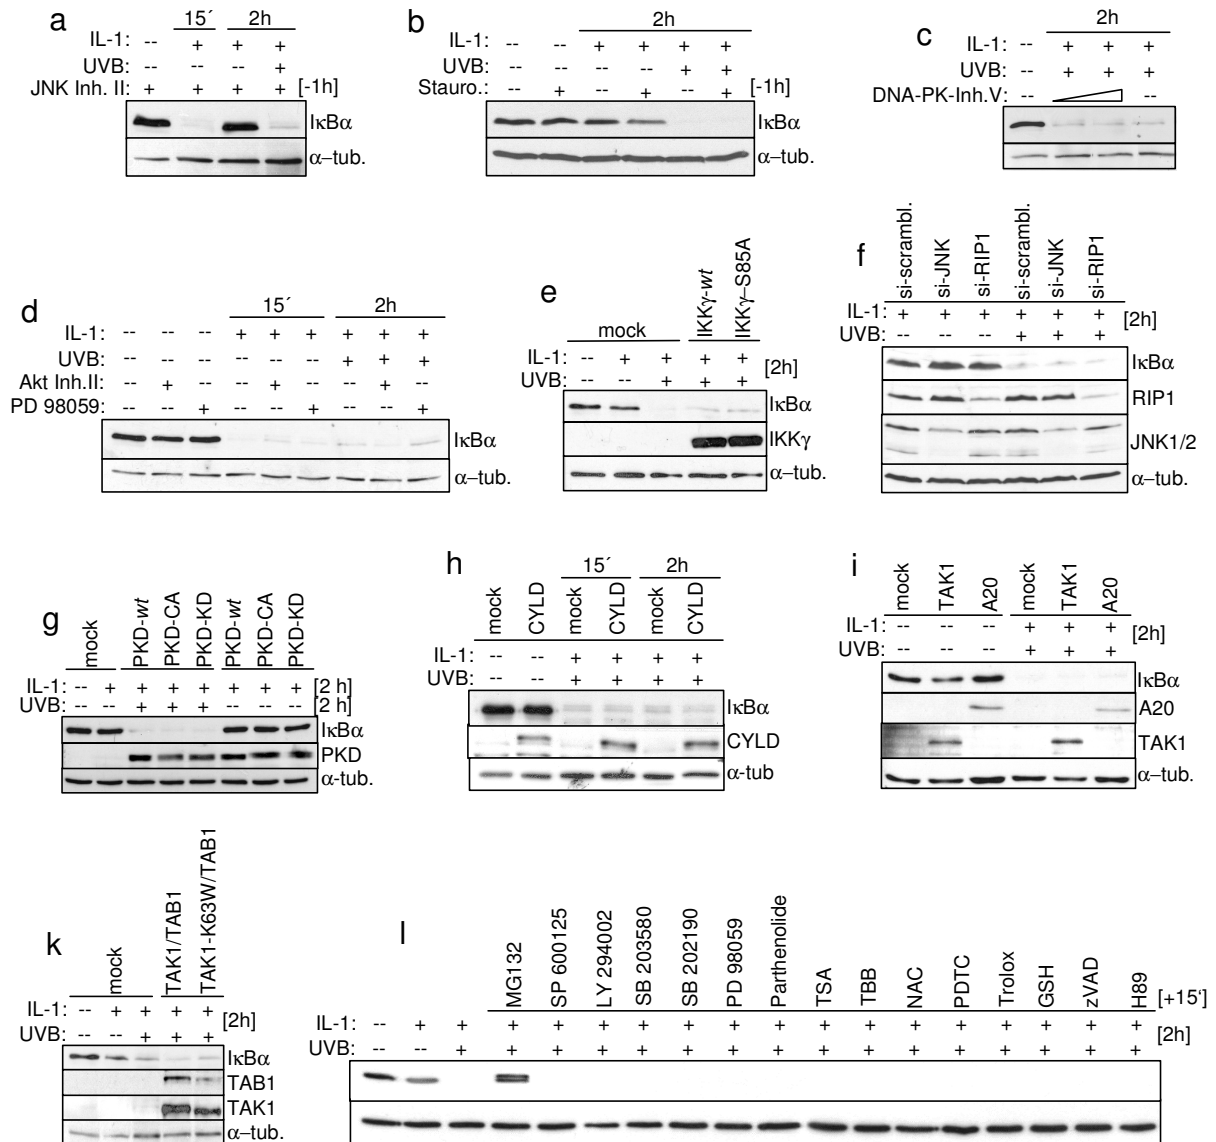 a
15´ 2h
IL-1: -- + + +
UVB: -- -- -- +
JNK Inh. II + + + + [-1h]
IκBα
α–tub.
b
2h
IL-1: -- -- + + + +
UVB: -- -- -- -- + +
Stauro.: -- + -- + -- + [-1h]
IκBα
α–tub.
c
2h
IL-1: -- + + +
UVB: -- + + +
DNA-PK-Inh.V -- --
d
15´ 2h
IL-1: -- -- -- + + + + + +
UVB: -- -- -- -- -- -- + + +
Akt Inh.II -- + -- -- + -- -- + --
PD 98059: -- -- + -- -- + -- -- +
IκBα
α–tub.
e
mock IKKγ-wt IKKγ–S85A
IL-1: -- + + + +
UVB: -- -- + + +
[2h]
IκBα
IKKγ
α–tub.
f
si-scrambl. si-JNK si-RIP1 si-scrambl. si-JNK si-RIP1
IL-1: + + + + + +
UVB: -- -- -- + + +
[2h]
IκBα
RIP1
JNK1/2
α–tub.
g
mock PKD-wt PKD-CA PKD-KD PKD-wt PKD-CA PKD-KD
IL-1: -- + + + + + + + [2 h]
UVB: -- -- + + + -- -- -- [2 h]
IκBα
PKD
α-tub.
h
15´ 2h
mock CYLD mock CYLD mock CYLD
IL-1: -- -- + + + +
UVB: -- -- + + + +
IκBα
CYLD
α-tub
i
mock TAK1 A20 mock TAK1 A20
IL-1: -- -- -- + + +
UVB: -- -- -- + + +
[2h]
IκBα
A20
TAK1
α–tub.
k
mock TAK1/TAB1 TAK1-K63W/TAB1
IL-1: -- + + + +
UVB: -- -- + + +
[2h]
IκBα
TAB1
TAK1
α–tub.
l
MG132 SP 600125 LY 294002 SB 203580 SB 202190 PD 98059 Parthenolide TSA TBB NAC PDTC Trolox GSH zVAD H89 [+15‘]
IL-1: -- + + + + + + + + + + + + + + + + +
UVB: -- -- + + + + + + + + + + + + + + + +
[2h]